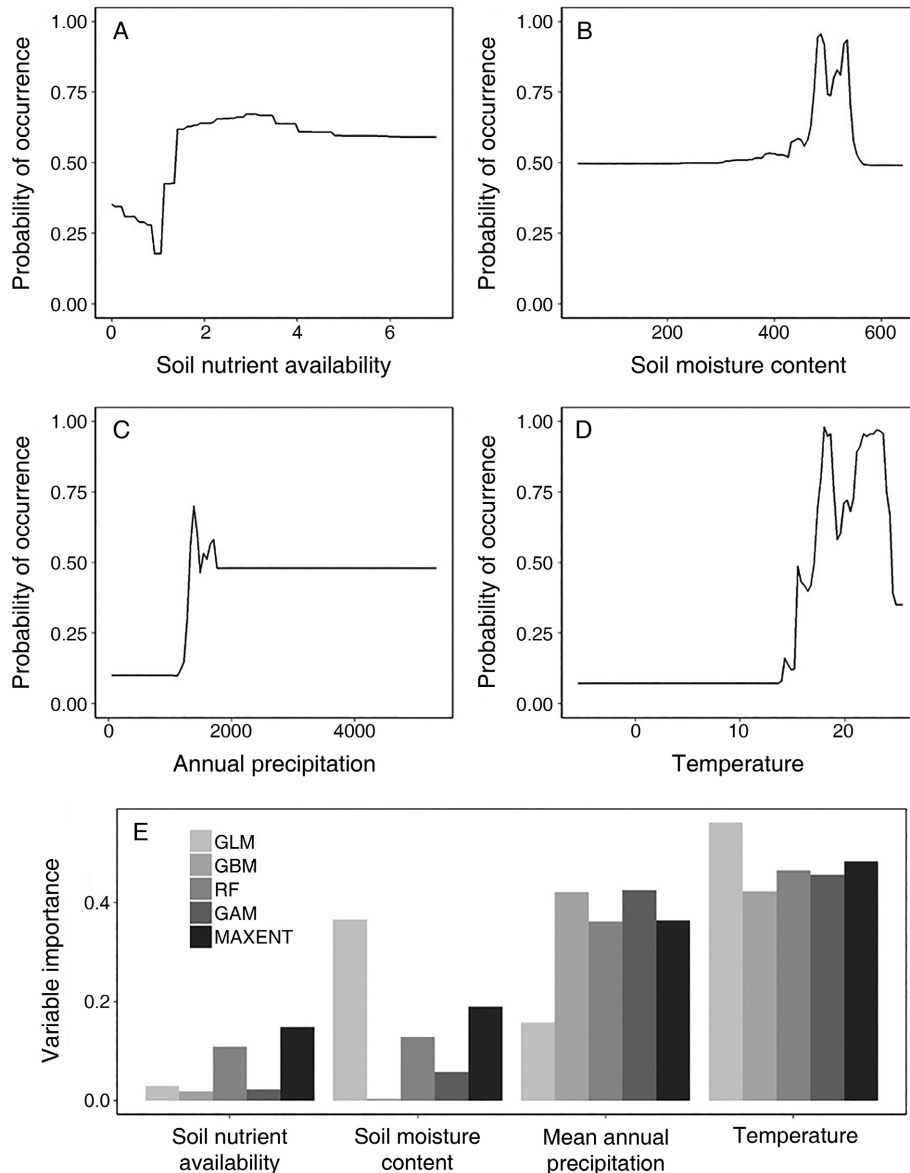 A
Probability of occurrence
1.00
0.75
0.50
0.25
0.00
0 2 4 6
Soil nutrient availability
B
Probability of occurrence
1.00
0.75
0.50
0.25
0.00
200 400 600
Soil moisture content
C
Probability of occurrence
1.00
0.75
0.50
0.25
0.00
0 2000 4000
Annual precipitation
D
Probability of occurrence
1.00
0.75
0.50
0.25
0.00
0 10 20
Temperature
E
Variable importance
0.4
0.2
0.0
GLM
GBM
RF
GAM
MAXENT
Soil nutrient
availability
Soil moisture
content
Mean annual
precipitation
Temperature